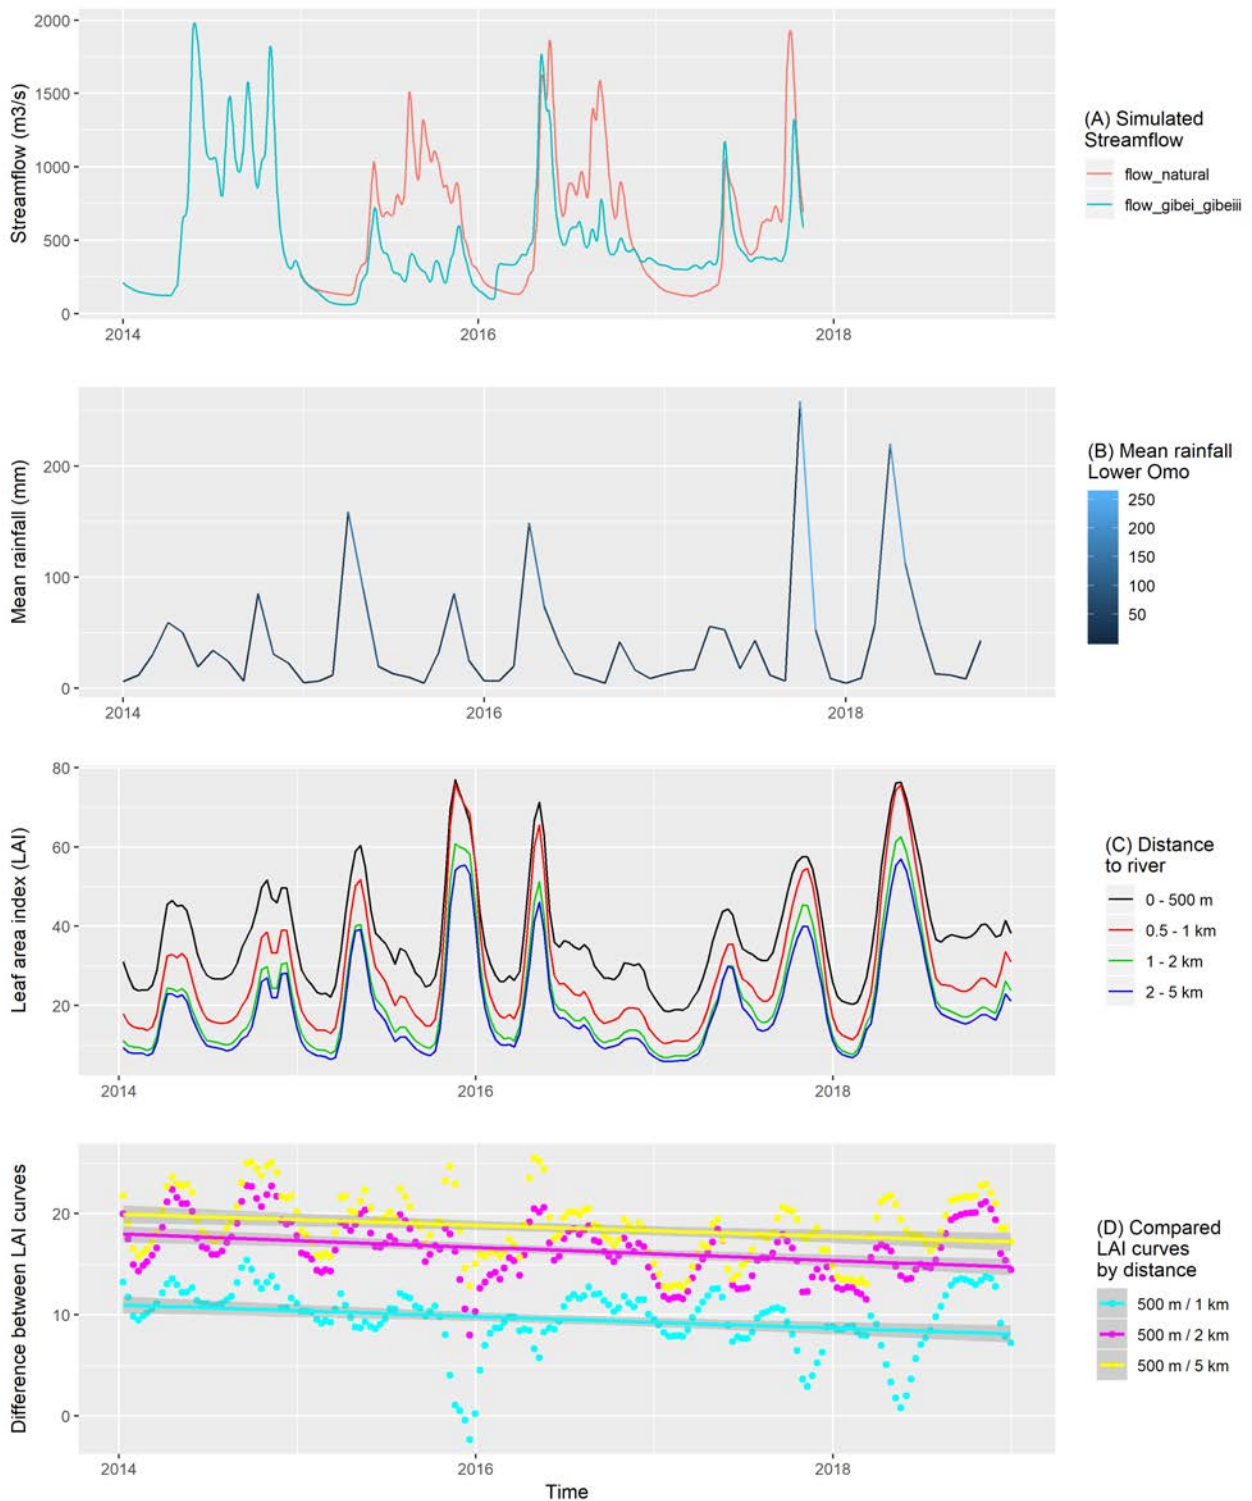 2000
1500
1000
500
0
Streamflow (m3/s)
2014
2016
2018
(A) Simulated
Streamflow
flow_natural
flow_gibei_gibeiii
200
100
0
Mean rainfall (mm)
2014
2016
2018
(B) Mean rainfall
Lower Omo
250
200
150
100
50
80
60
40
20
Leaf area index (LAI)
2014
2016
2018
(C) Distance
to river
0 - 500 m
0.5 - 1 km
1 - 2 km
2 - 5 km
20
10
0
Difference between LAI curves
2014
2016
2018
Time
(D) Compared
LAI curves
by distance
500 m / 1 km
500 m / 2 km
500 m / 5 km